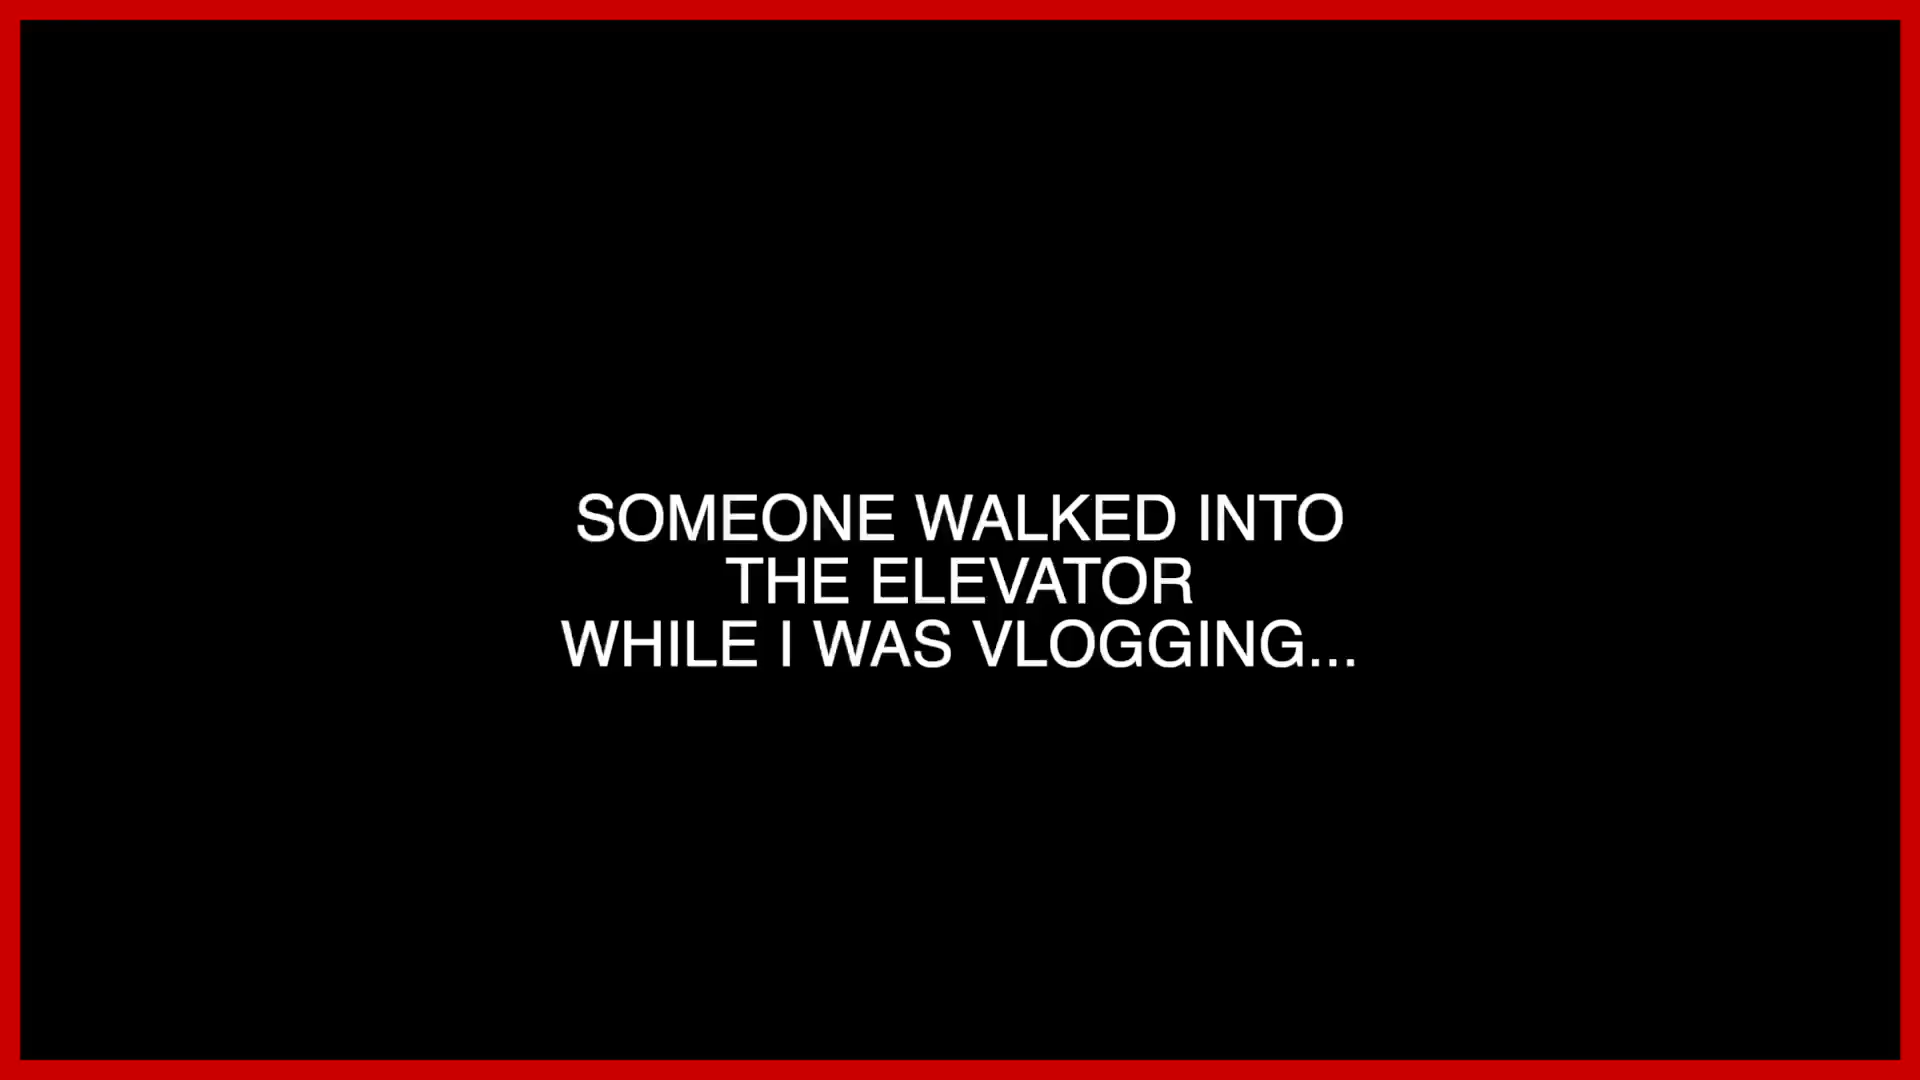 SOMEONE WALKED INTO
THE ELEVATOR
WHILE I WAS VLOGGING...